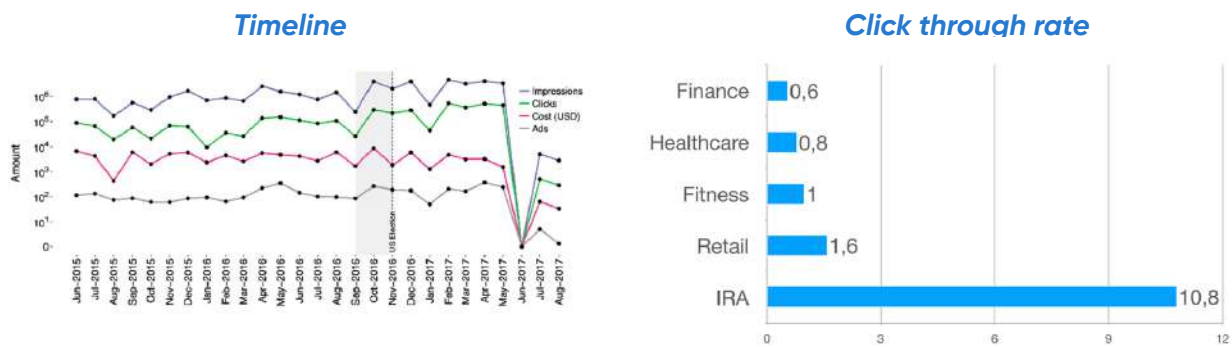 Timeline
Impressions
Clicks
Cost (USD)
Ads
Amount
10^6
10^5
10^4
10^3
10^2
10^1
0
US Election
Jun-2015
Jul-2015
Aug-2015
Sep-2015
Oct-2015
Nov-2015
Dec-2015
Jan-2016
Feb-2016
Mar-2016
Apr-2016
May-2016
Jun-2016
Jul-2016
Aug-2016
Sep-2016
Oct-2016
Nov-2016
Dec-2016
Jan-2017
Feb-2017
Mar-2017
Apr-2017
May-2017
Jun-2017
Jul-2017
Aug-2017
Click through rate
Finance 0,6
Healthcare 0,8
Fitness 1
Retail 1,6
IRA 10,8
0 3 6 9 12